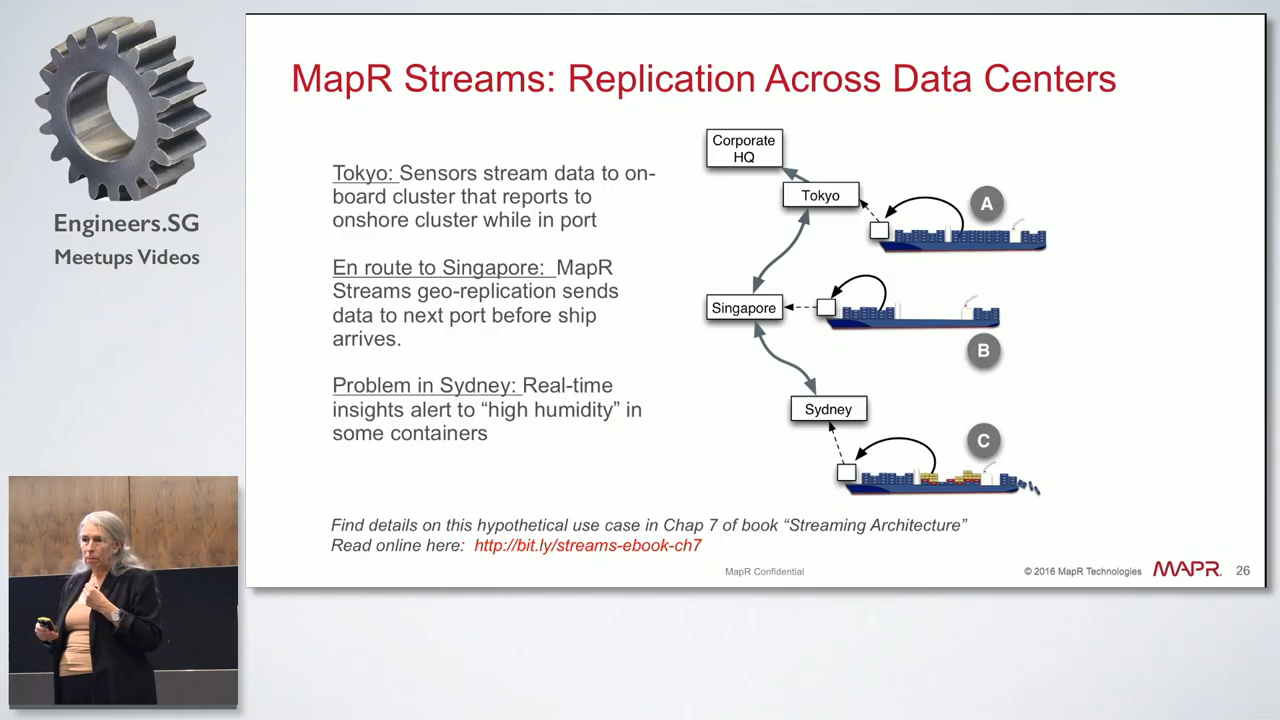 Engineers.SG
Meetups Videos
MapR Streams: Replication Across Data Centers
Tokyo: Sensors stream data to on-
board cluster that reports to
onshore cluster while in port
En route to Singapore: MapR
Streams geo-replication sends
data to next port before ship
arrives.
Problem in Sydney: Real-time
insights alert to “high humidity” in
some containers
Corporate
HQ
Tokyo
A
Singapore
B
Sydney
C
Find details on this hypothetical use case in Chap 7 of book “Streaming Architecture”
Read online here: http://bit.ly/streams-ebook-ch7
MapR Confidential
© 2016 MapR Technologies
MAPR.
26